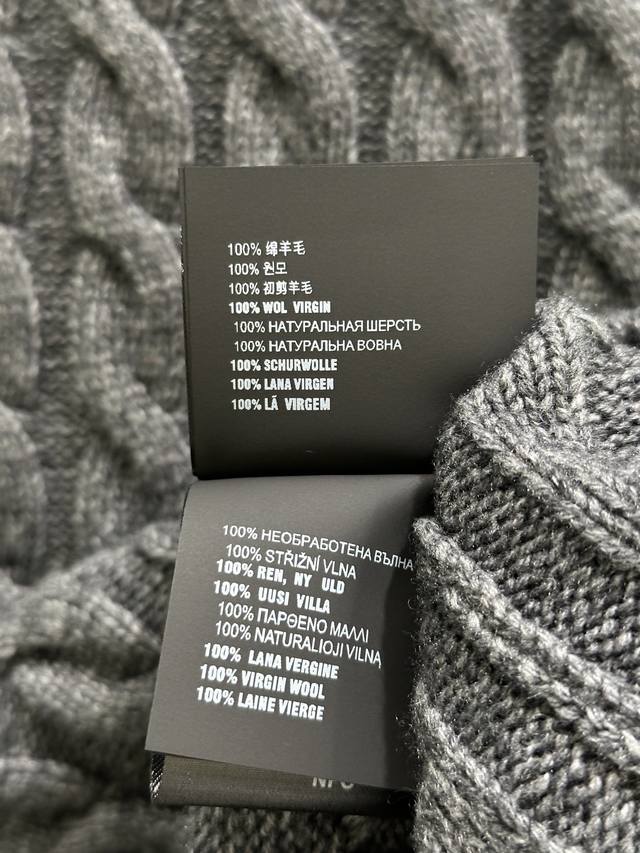 100% 绵羊毛
100% 원모
100% 初剪羊毛
100% WOL VIRGIN
100% НАТУРАЛЬНАЯ ШЕРСТЬ
100% НАТУРАЛЬНА ВОВНА
100% SCHURWOLLE
100% LANA VIRGEN
100% LÃ VIRGEM
100% НЕОБРАБОТЕНА ВЪЛНА
100% STŘIŽNÍ VLNA
100% REN, NY ULD
100% UUSI VILLA
100% ΠΑΡΘΕΝΟ ΜΑΛΛΙ
100% NATURALIOJI VILNA
100% LANA VERGINE
100% VIRGIN WOOL
100% LAINE VIERGE